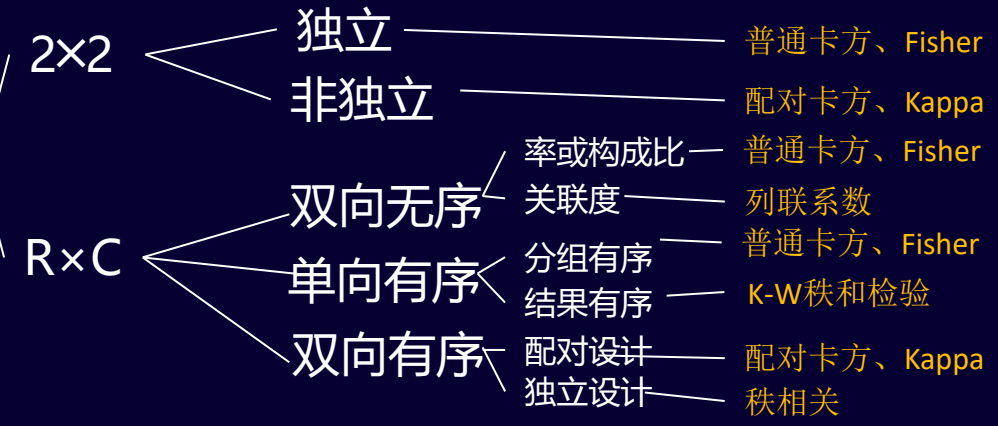 2×2
独立
普通卡方、Fisher
非独立
配对卡方、Kappa
R×C
双向无序
率或构成比
普通卡方、Fisher
关联度
列联系数
单向有序
分组有序
普通卡方、Fisher
结果有序
K-W秩和检验
双向有序
配对设计
配对卡方、Kappa
独立设计
秩相关